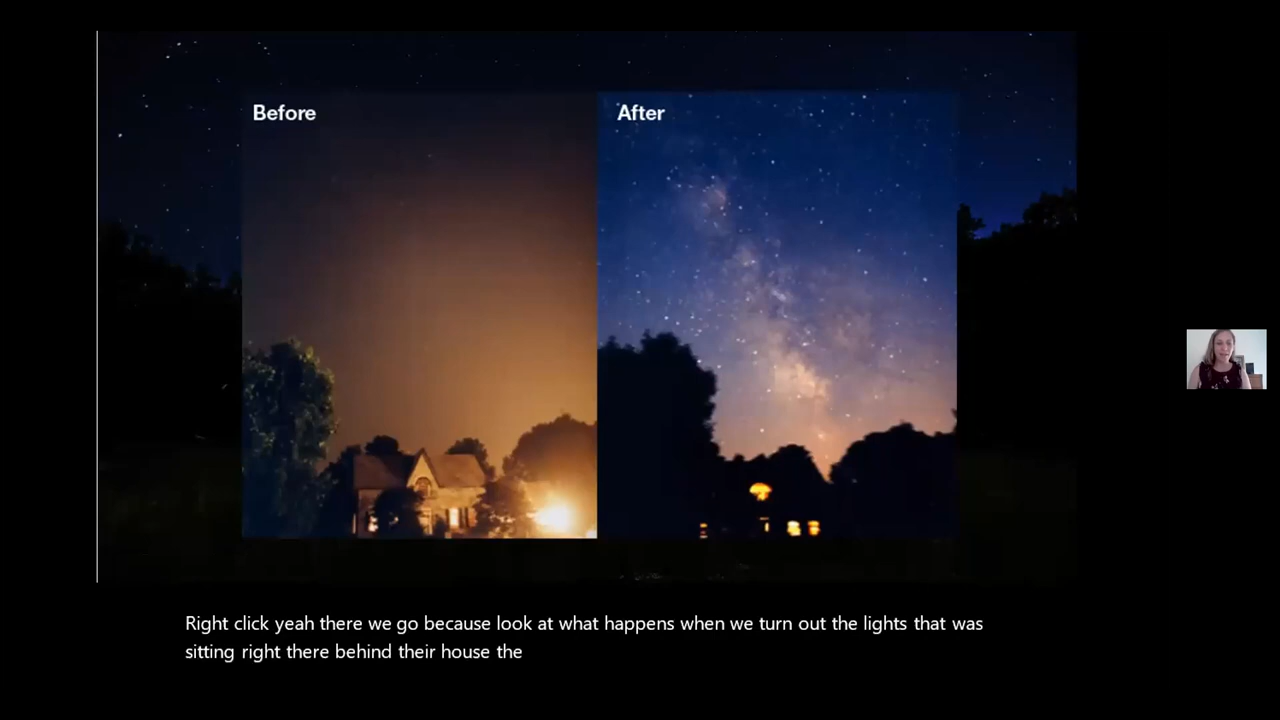 Before
After
Right click yeah there we go because look at what happens when we turn out the lights that was
sitting right there behind their house the